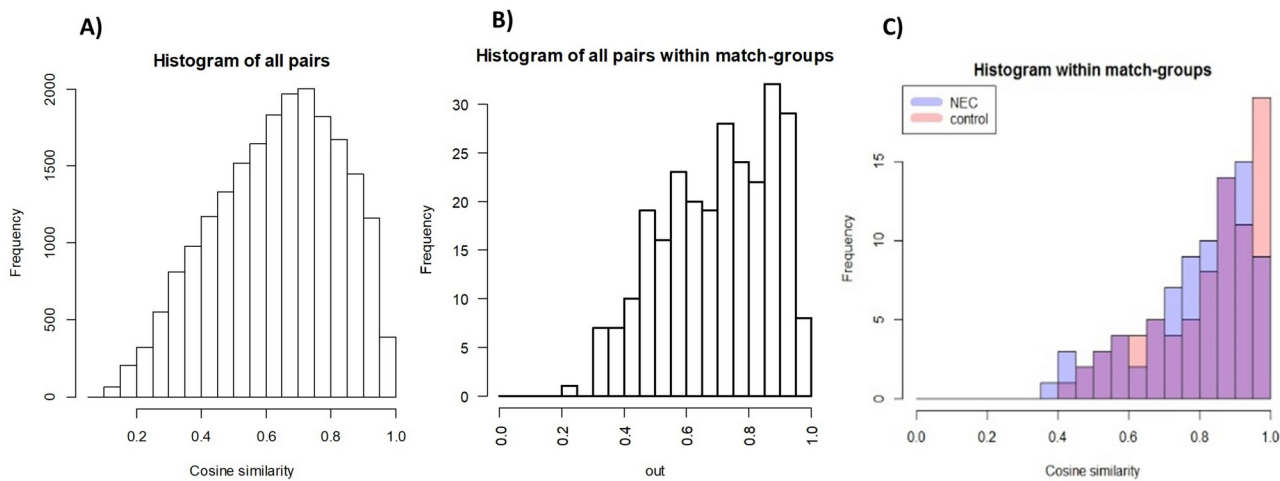 A)
Histogram of all pairs
Frequency
0
500
1000
1500
2000
0.2 0.4 0.6 0.8 1.0
Cosine similarity
B)
Histogram of all pairs within match-groups
Frequency
30
25
20
15
10
5
0
0.0 0.2 0.4 0.6 0.8 1.0
out
C)
Histogram within match-groups
NEC
control
Frequency
15
10
5
0
0.0 0.2 0.4 0.6 0.8 1.0
Cosine similarity